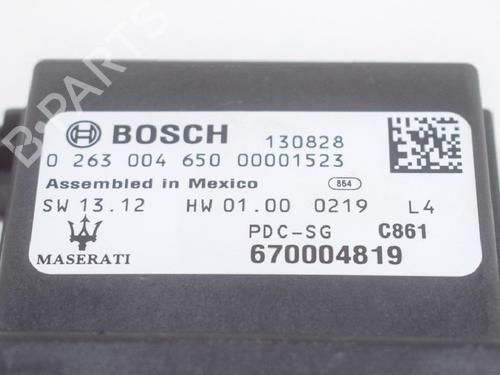 BOSCH 130828
0 263 004 650 00001523
Assembled in Mexico 864
SW 13.12 HW 01.00 0219 L4
PDC-SG C861
MASERATI 670004819
B-PARTS